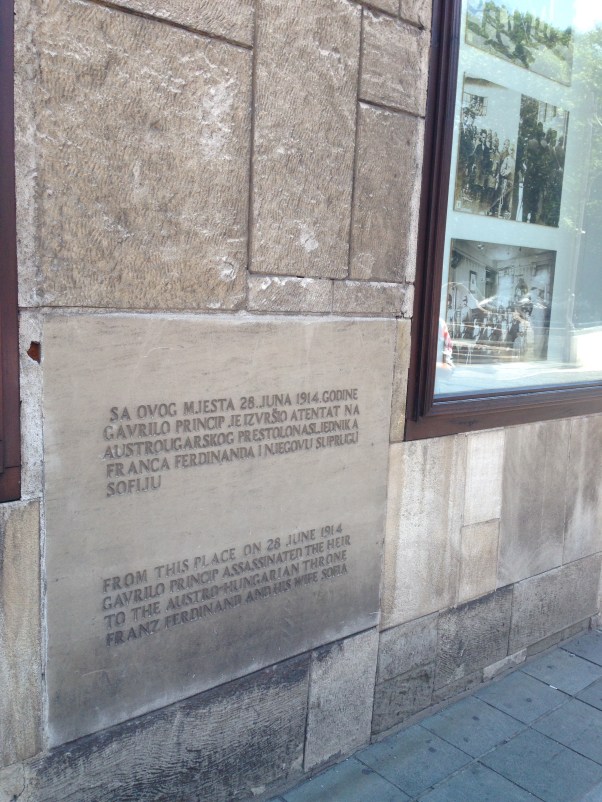 SA OVOG MJESTA 28. JUNA 1914. GODINE
GAVRILO PRINCIP JE IZVRŠIO ATENTAT NA
AUSTROUGARSKOG PRESTOLONASLJEDNIKA
FRANCA FERDINANDA I NJEGOVU SUPRUGU
SOFIJU
FROM THIS PLACE ON 28 JUNE 1914
GAVRILO PRINCIP ASSASSINATED THE HEIR
TO THE AUSTRO-HUNGARIAN THRONE
FRANZ FERDINAND AND HIS WIFE SOFIA